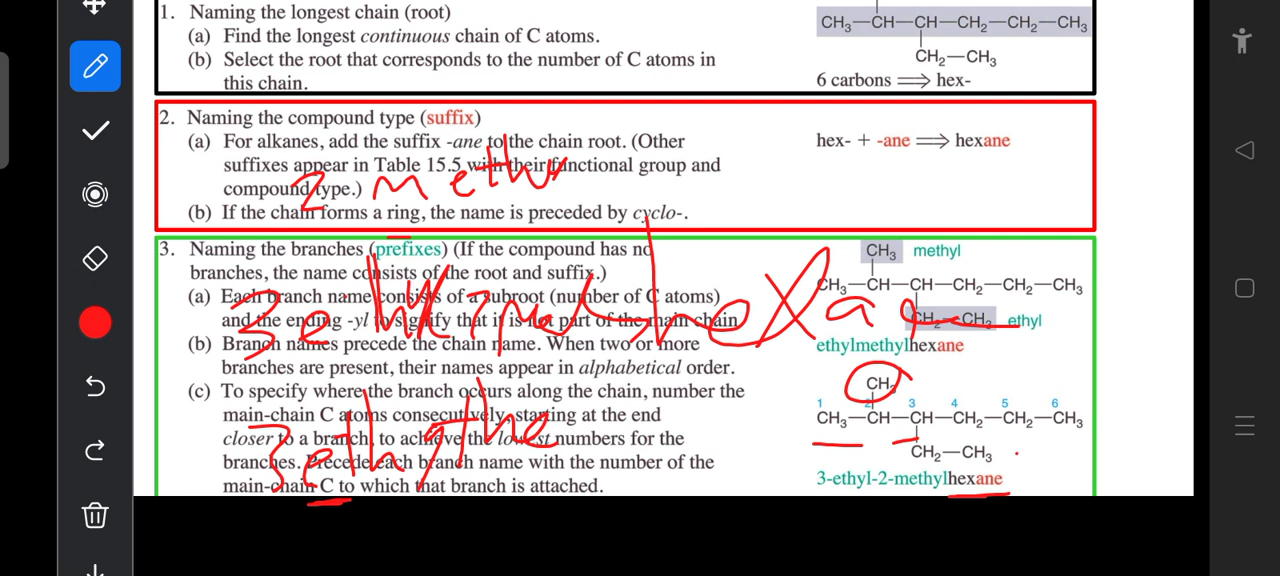 1. Naming the longest chain (root)
(a) Find the longest continuous chain of C atoms.
(b) Select the root that corresponds to the number of C atoms in
this chain.
CH₃—CH—CH—CH₂—CH₂—CH₃
CH₂—CH₃
6 carbons ⟹ hex-
2. Naming the compound type (suffix)
(a) For alkanes, add the suffix -ane to the chain root. (Other
suffixes appear in Table 15.5 with their functional group and
compound type.)
(b) If the chain forms a ring, the name is preceded by cyclo-.
hex- + -ane ⟹ hexane
2 meth
3. Naming the branches (prefixes) (If the compound has no
branches, the name consists of the root and suffix.)
(a) Each branch name consists of a subroot (number of C atoms)
and the ending -yl to signify that it is not part of the main chain.
(b) Branch names precede the chain name. When two or more
branches are present, their names appear in alphabetical order.
(c) To specify where the branch occurs along the chain, number the
main-chain C atoms consecutively, starting at the end
closer to a branch, to achieve the lowest numbers for the
branches. Precede each branch name with the number of the
main-chain C to which that branch is attached.
CH₃ methyl
CH₃—CH—CH—CH₂—CH₂—CH₃
CH₂—CH₃ ethyl
ethylmethylhexane
CH₃
1 2 3 4 5 6
CH₃—CH—CH—CH₂—CH₂—CH₃
CH₂—CH₃
3-ethyl-2-methylhexane